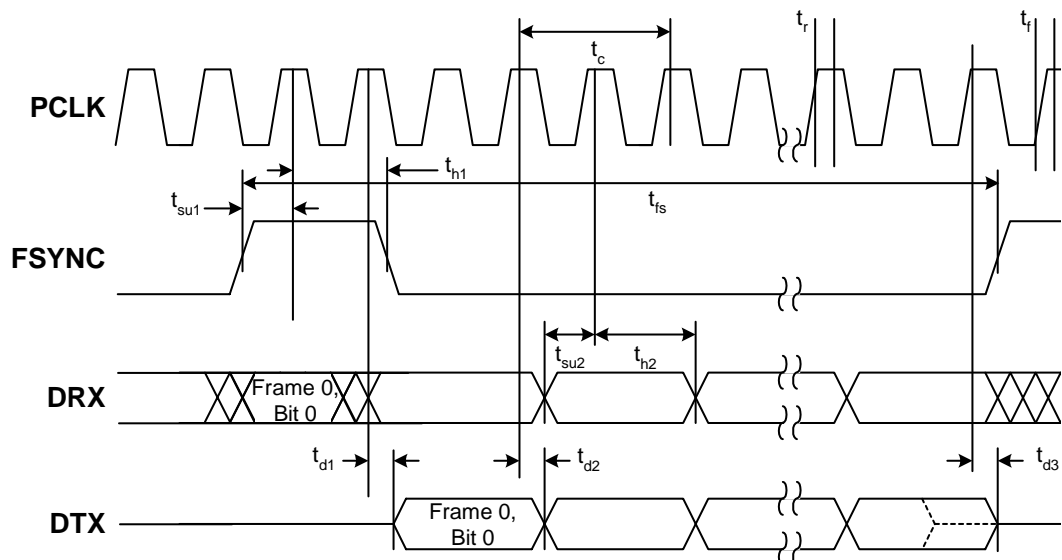 t_r
t_f
t_c
PCLK
t_h1
t_su1
t_fs
FSYNC
t_su2
t_h2
DRX
Frame 0,
Bit 0
t_d1
t_d2
t_d3
DTX
Frame 0,
Bit 0